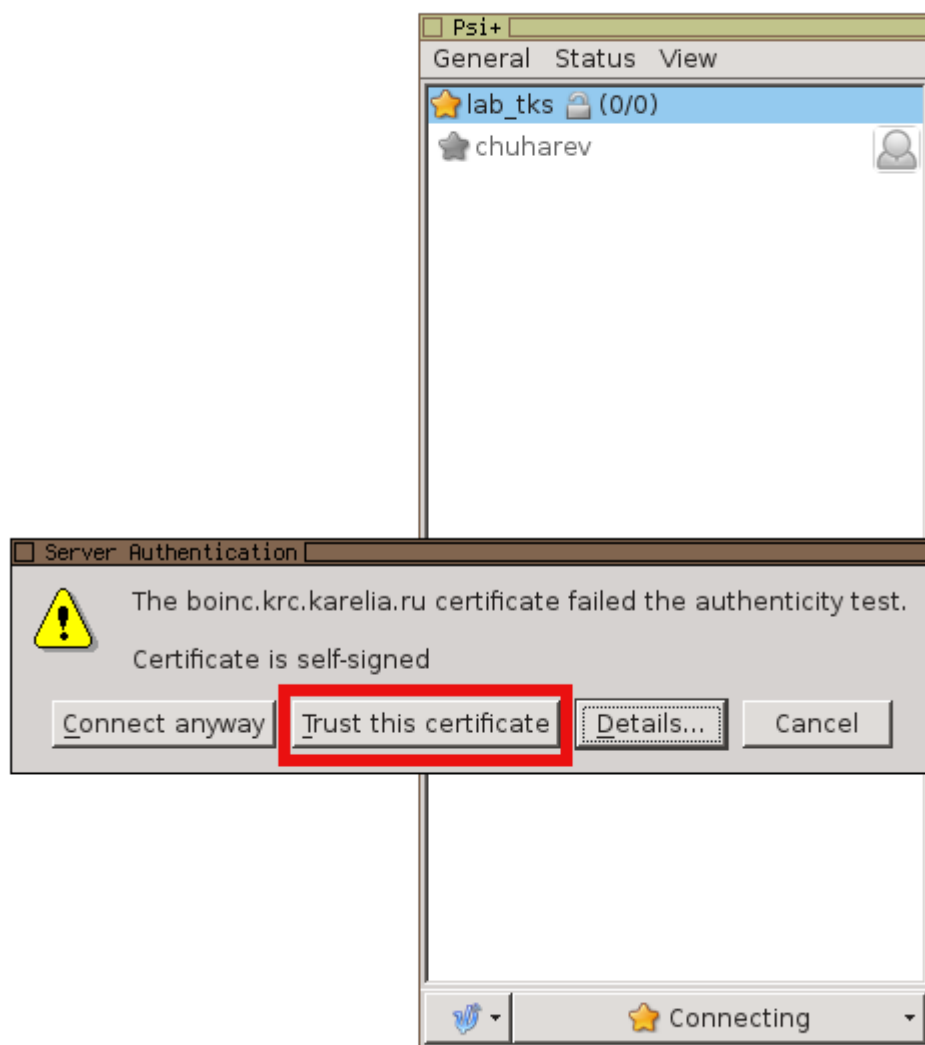 Psi+
General Status View
lab_tks (0/0)
chuharev
Server Authentication
The boinc.krc.karelia.ru certificate failed the authenticity test.
Certificate is self-signed
Connect anyway Trust this certificate Details... Cancel
Connecting